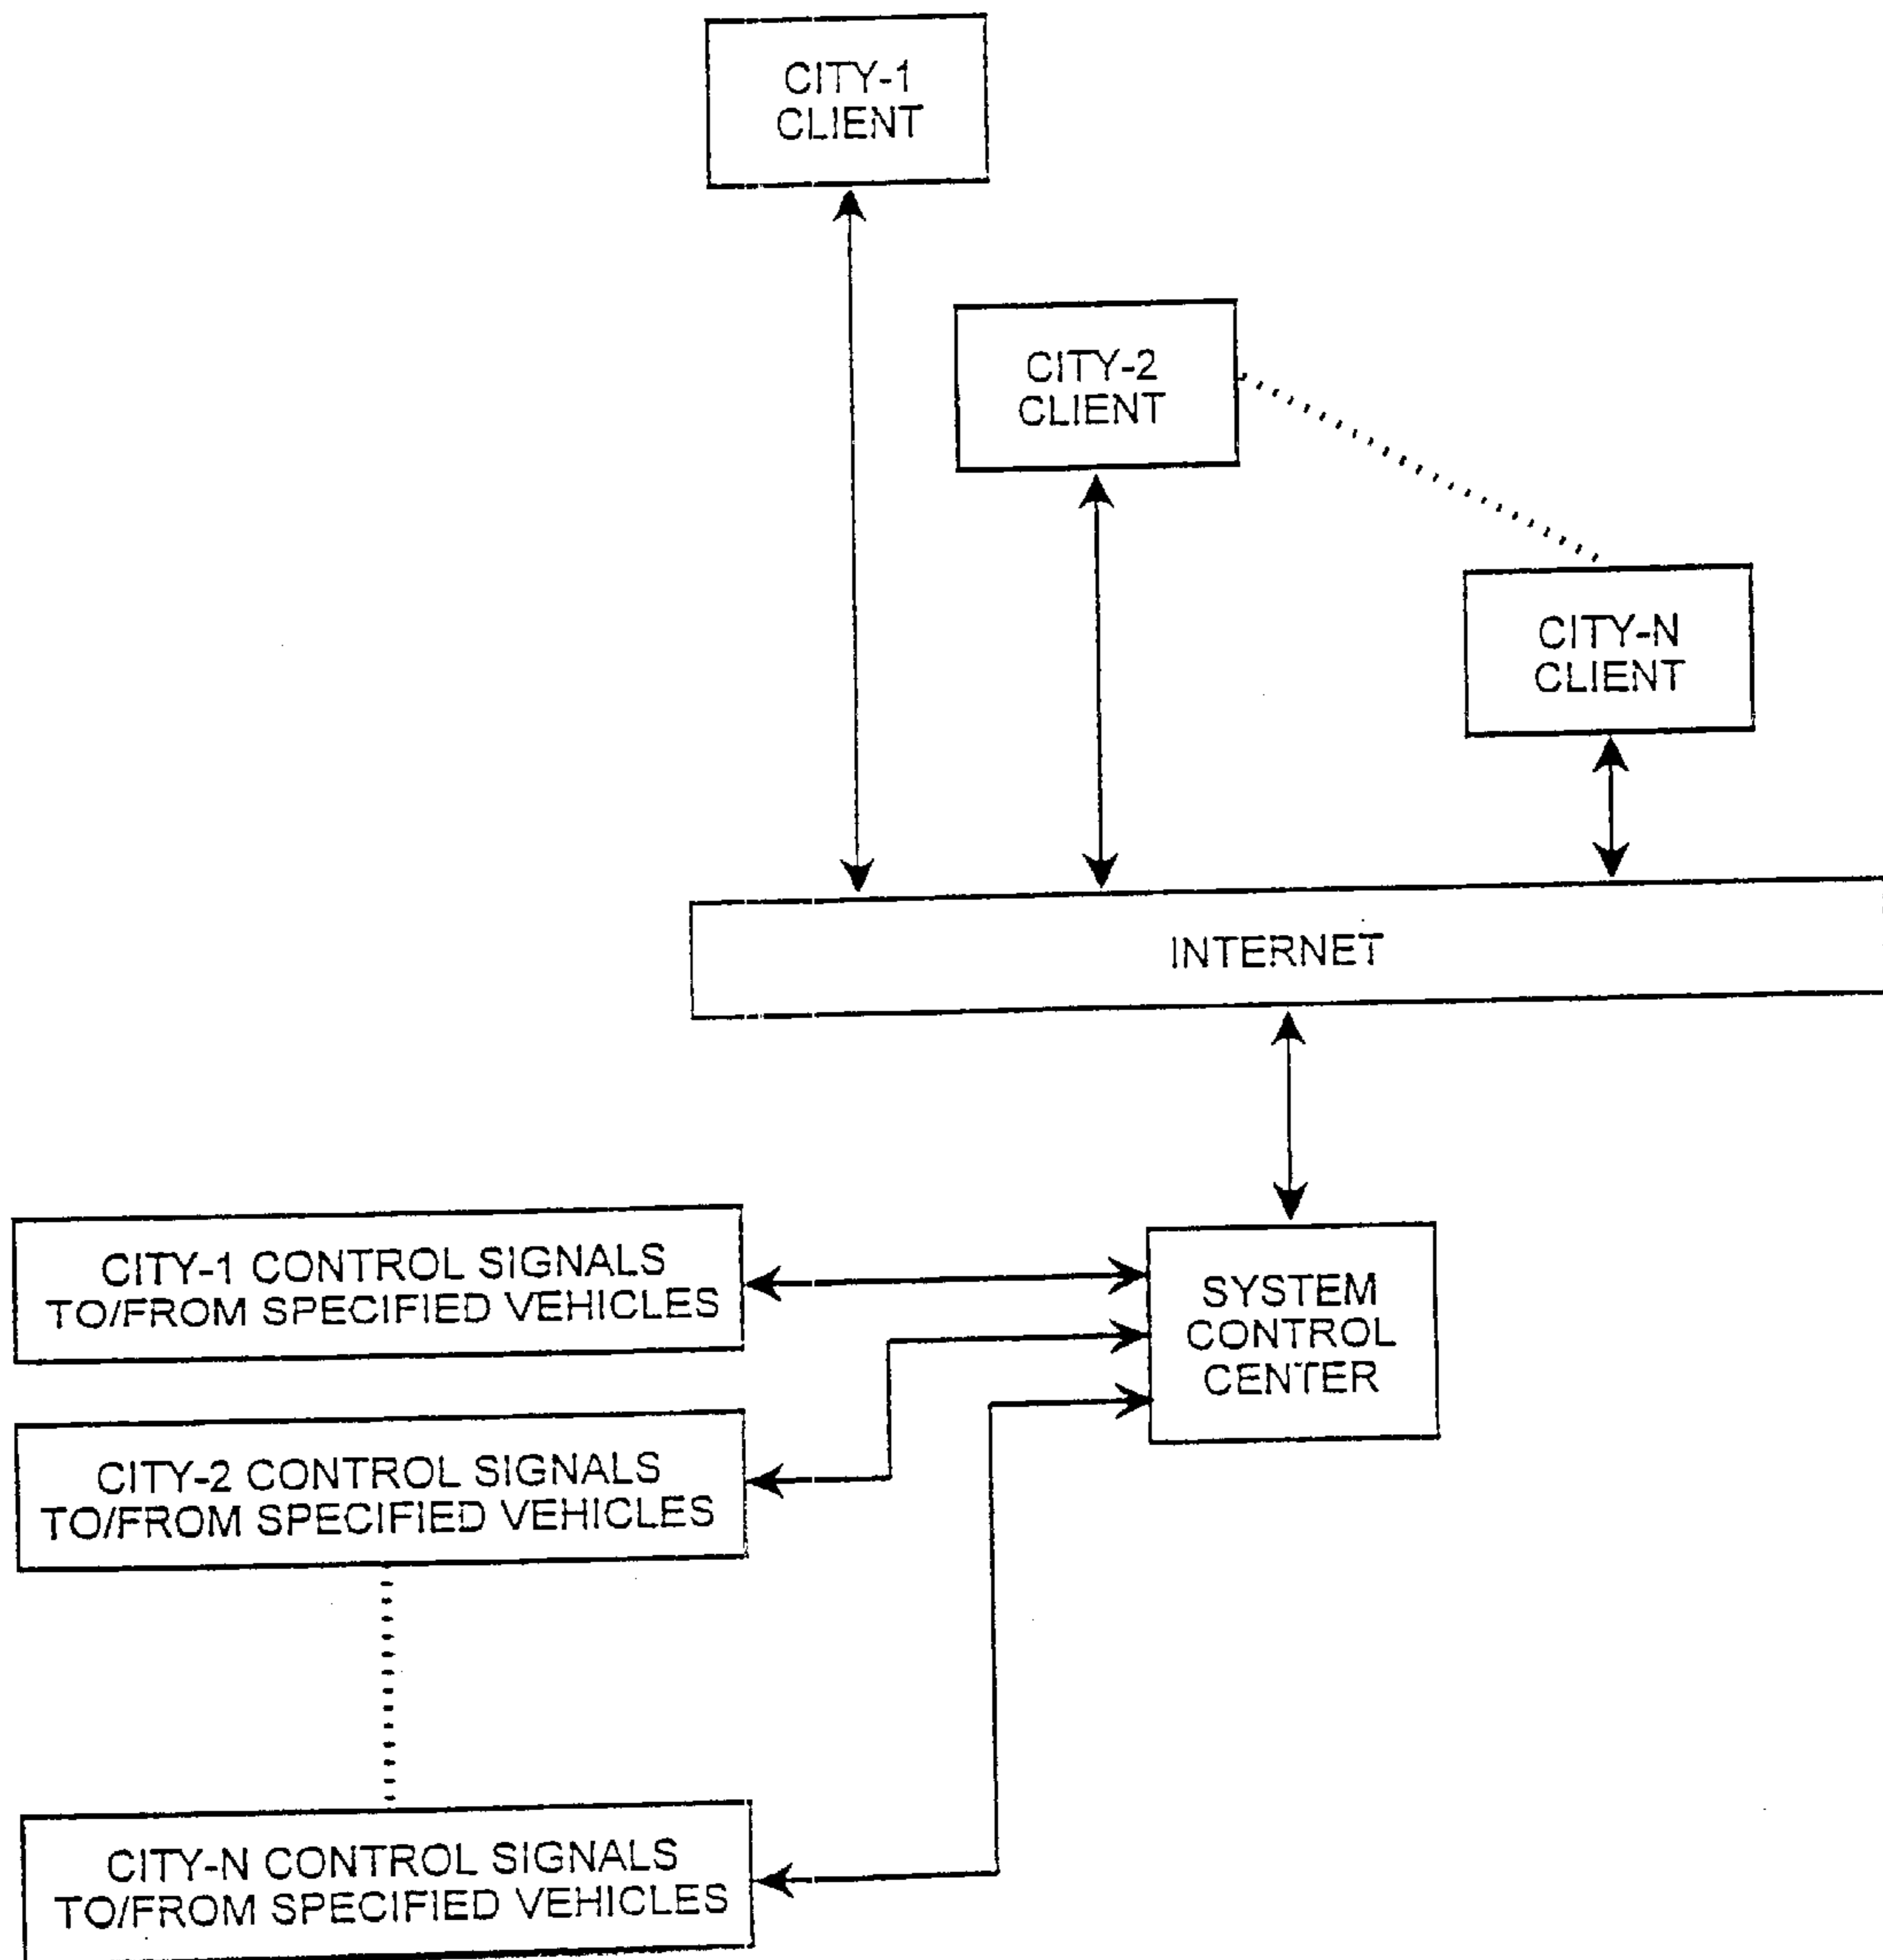 CITY-1
CLIENT
CITY-2
CLIENT
CITY-N
CLIENT
INTERNET
CITY-1 CONTROL SIGNALS
TO/FROM SPECIFIED VEHICLES
SYSTEM
CONTROL
CENTER
CITY-2 CONTROL SIGNALS
TO/FROM SPECIFIED VEHICLES
CITY-N CONTROL SIGNALS
TO/FROM SPECIFIED VEHICLES